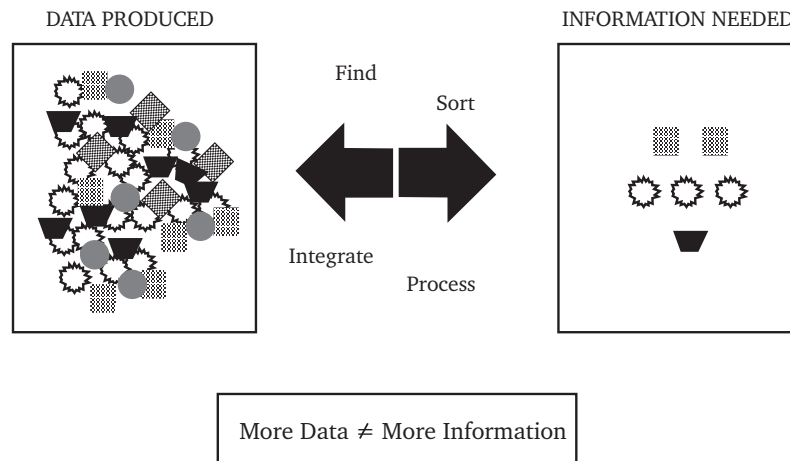 DATA PRODUCED
INFORMATION NEEDED
Find
Sort
Integrate
Process
More Data ≠ More Information